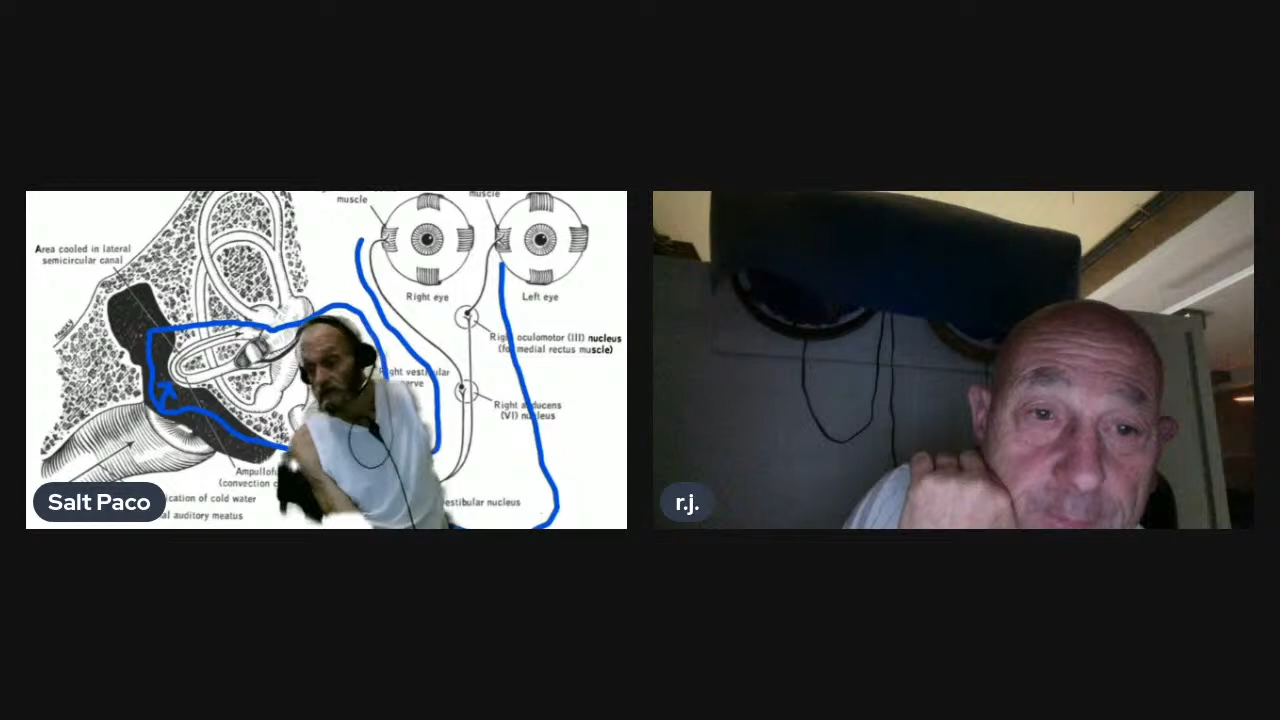 muscle
muscle
Area cooled in lateral
semicircular canal
Right eye
Left eye
Right oculomotor (III) nucleus
(for medial rectus muscle)
Right vestibular
nerve
Right abducens
(VI) nucleus
(convection
cation of cold water
al auditory meatus
vestibular nucleus
Salt Paco
r.j.